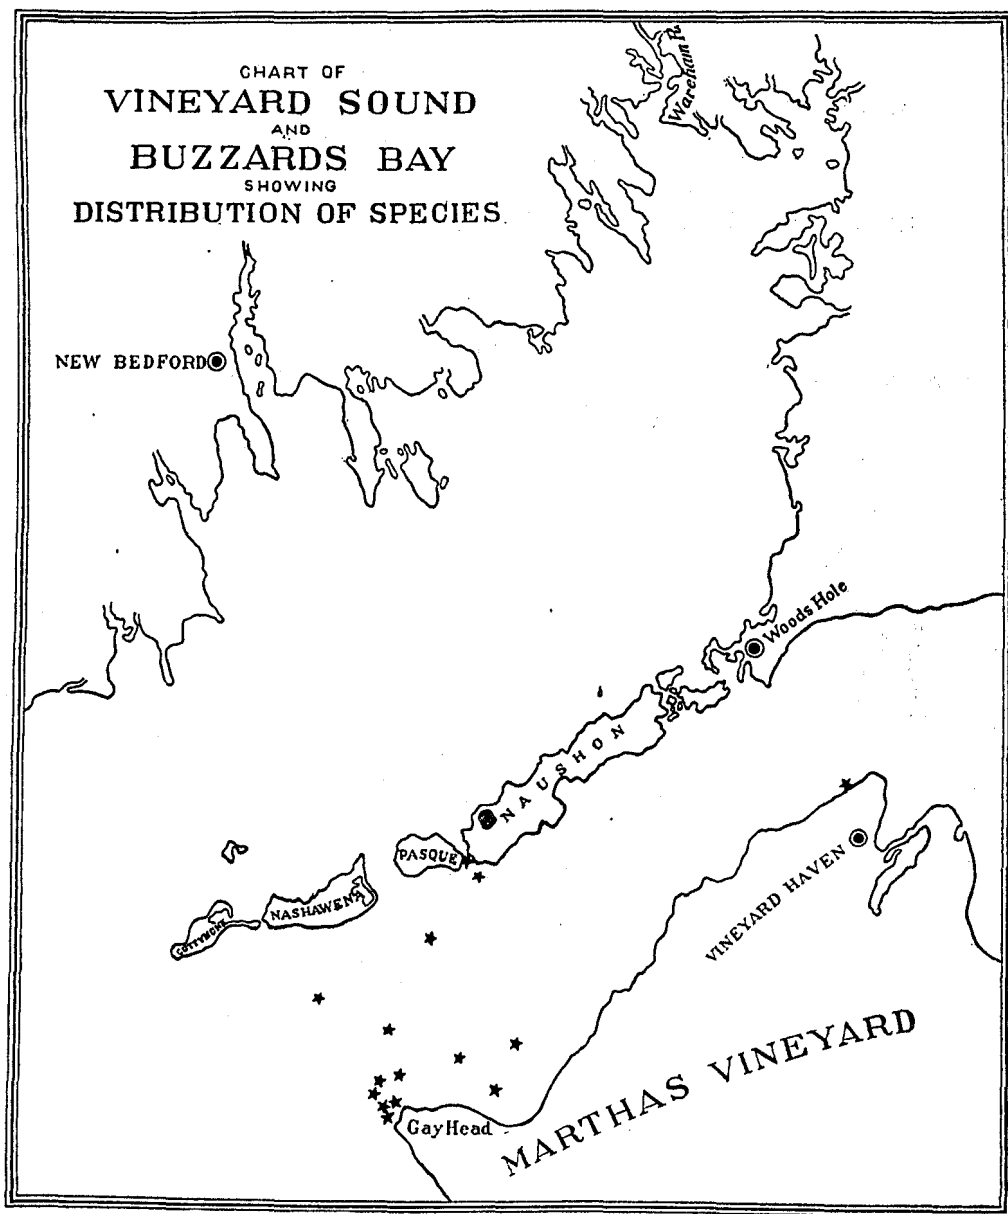 CHART OF
VINEYARD SOUND
AND
BUZZARDS BAY
SHOWING
DISTRIBUTION OF SPECIES
Wareham R.
NEW BEDFORD
Woods Hole
NAUSHON
PASQUE
NASHAWENA
VINEYARD HAVEN
MARTHAS VINEYARD
Gay Head